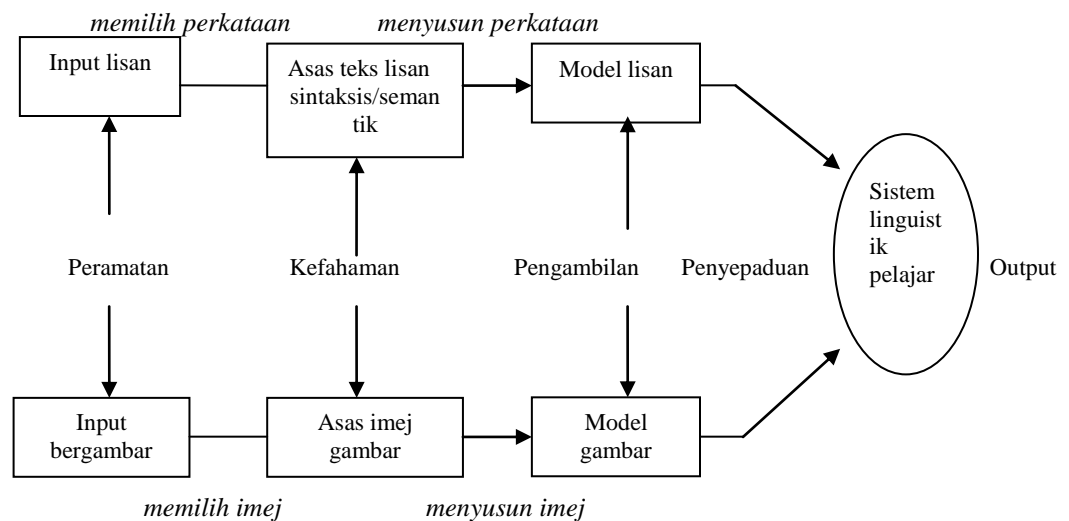 memilih perkataan
menyusun perkataan
Input lisan
Asas teks lisan
sintaksis/seman
tik
Model lisan
Sistem
linguist
ik
pelajar
Peramatan
Kefahaman
Pengambilan
Penyepaduan
Output
Input
bergambar
Asas imej
gambar
Model
gambar
memilih imej
menyusun imej